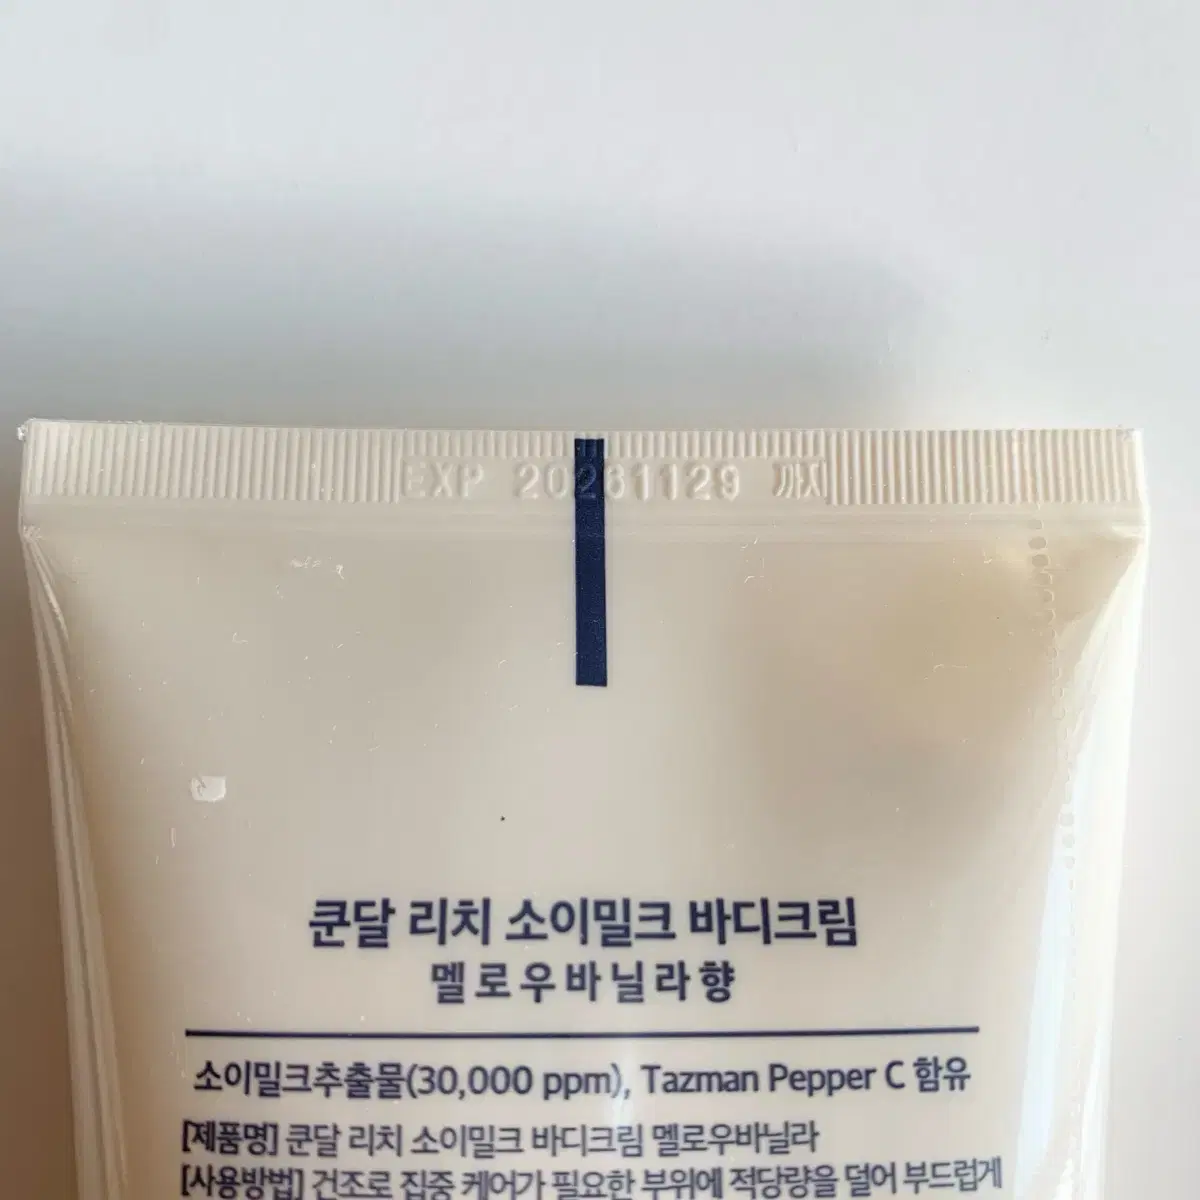 EXP 20261129 까지
쿤달 리치 소이밀크 바디크림
멜로우바닐라향
소이밀크추출물(30,000 ppm), Tazman Pepper C 함유
[제품명] 쿤달 리치 소이밀크 바디크림 멜로우바닐라
[사용방법] 건조로 집중 케어가 필요한 부위에 적당량을 덜어 부드럽게